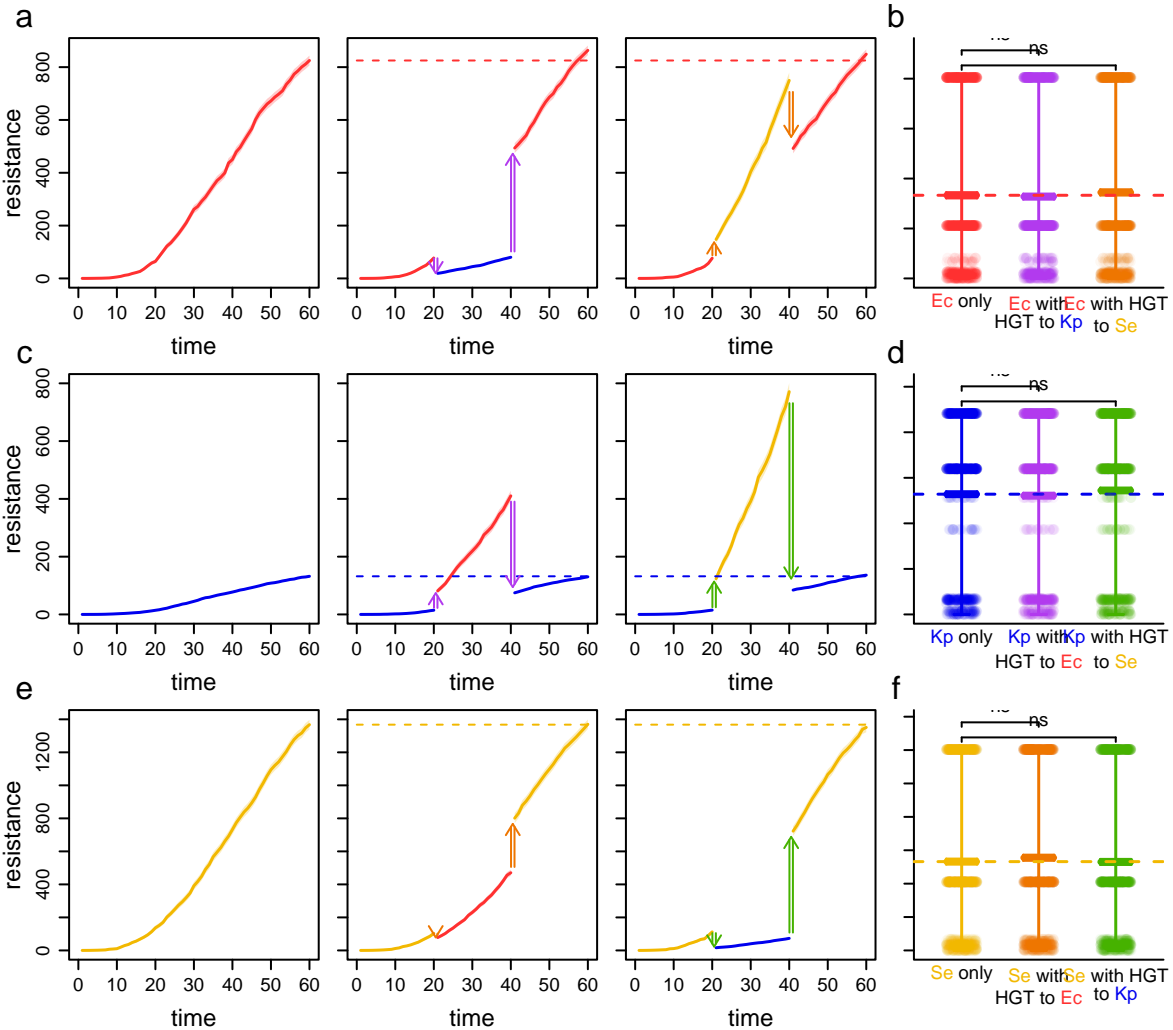 a
b
resistance
800
600
400
200
0
0 10 20 30 40 50 60
0 10 20 30 40 50 60
0 10 20 30 40 50 60
time
time
time
ns
ns
Ec only
Ec with
HGT to Kp
Ec with HGT
to Se
c
d
resistance
800
600
400
200
0
0 10 20 30 40 50 60
0 10 20 30 40 50 60
0 10 20 30 40 50 60
time
time
time
ns
ns
Kp only
Kp with
HGT to Ec
Kp with HGT
to Se
e
f
resistance
1200
800
400
0
0 10 20 30 40 50 60
0 10 20 30 40 50 60
0 10 20 30 40 50 60
time
time
time
ns
ns
Se only
Se with
HGT to Ec
Se with HGT
to Kp